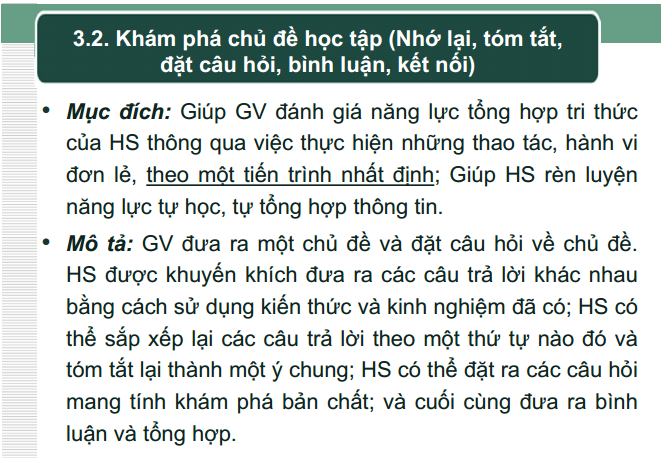 3.2. Khám phá chủ đề học tập (Nhớ lại, tóm tắt,
đặt câu hỏi, bình luận, kết nối)
• Mục đích: Giúp GV đánh giá năng lực tổng hợp tri thức
của HS thông qua việc thực hiện những thao tác, hành vi
đơn lẻ, theo một tiến trình nhất định; Giúp HS rèn luyện
năng lực tự học, tự tổng hợp thông tin.
• Mô tả: GV đưa ra một chủ đề và đặt câu hỏi về chủ đề.
HS được khuyến khích đưa ra các câu trả lời khác nhau
bằng cách sử dụng kiến thức và kinh nghiệm đã có; HS có
thể sắp xếp lại các câu trả lời theo một thứ tự nào đó và
tóm tắt lại thành một ý chung; HS có thể đặt ra các câu hỏi
mang tính khám phá bản chất; và cuối cùng đưa ra bình
luận và tổng hợp.